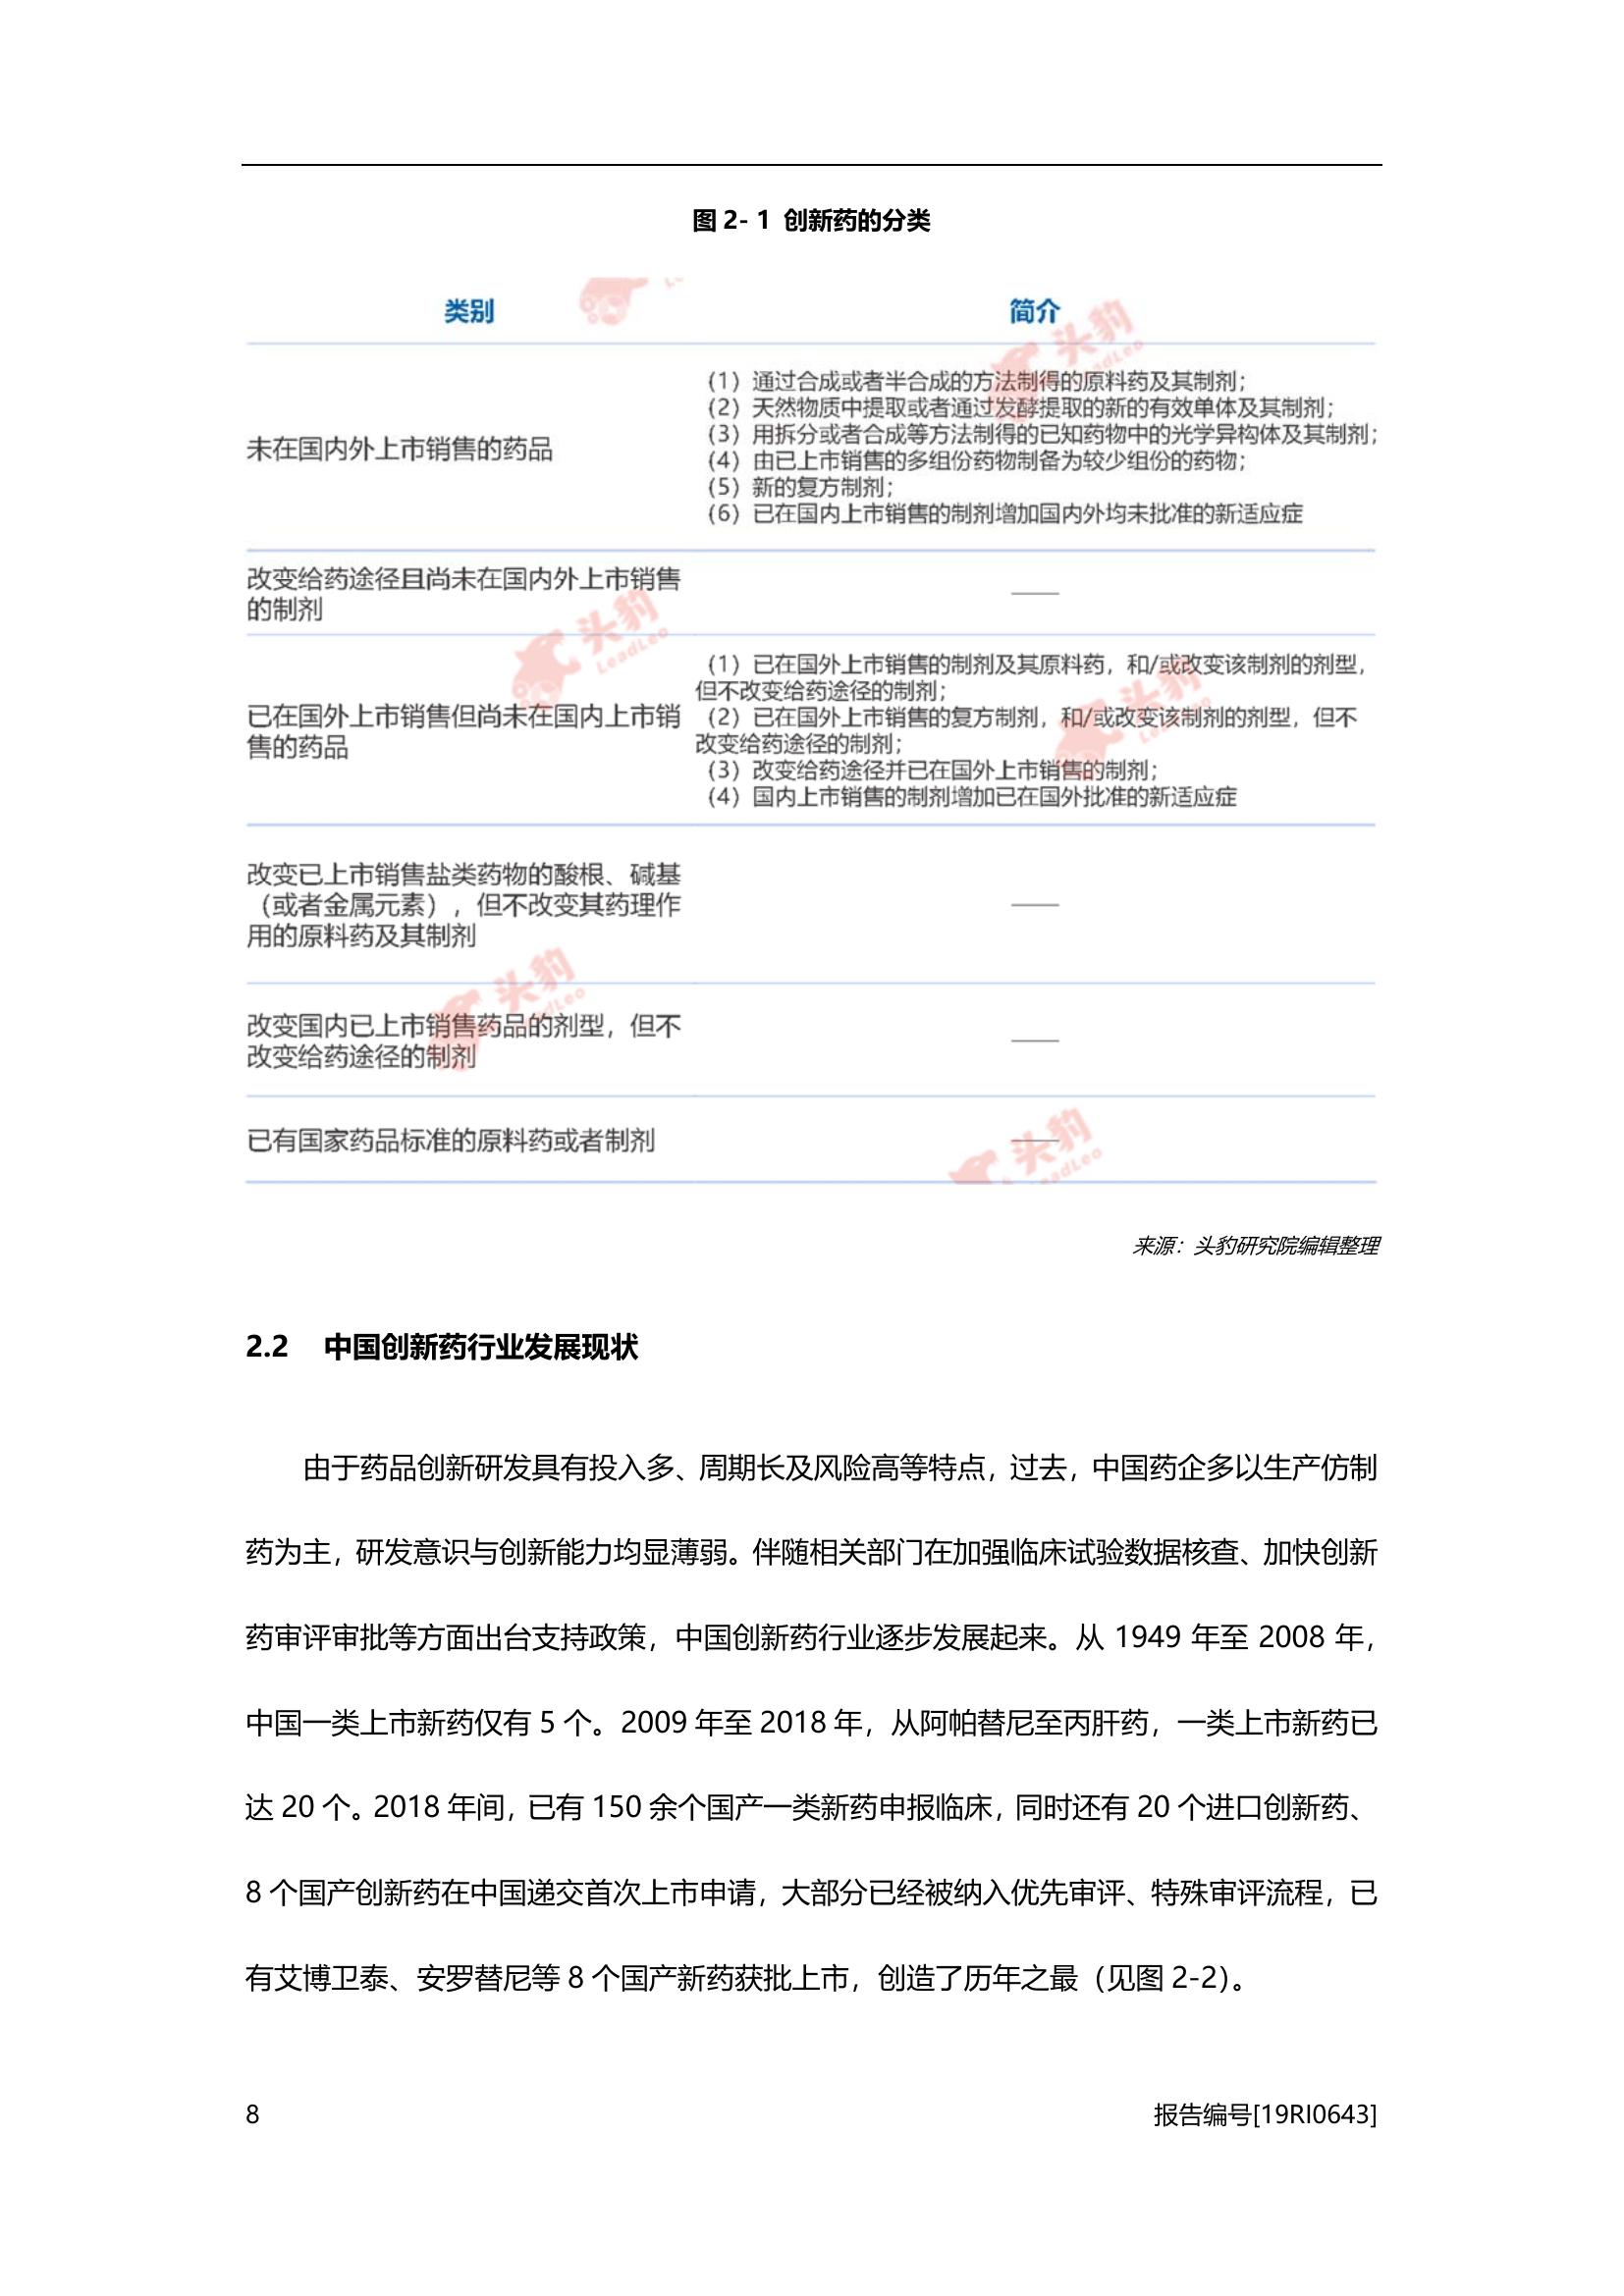 图 2- 1 创新药的分类
类别
简介
未在国内外上市销售的药品
（1）通过合成或者半合成的方法制得的原料药及其制剂；
（2）天然物质中提取或者通过发酵提取的新的有效单体及其制剂；
（3）用拆分或者合成等方法制得的已知药物中的光学异构体及其制剂；
（4）由已上市销售的多组份药物制备为较少组份的药物；
（5）新的复方制剂；
（6）已在国内上市销售的制剂增加国内外均未批准的新适应症
改变给药途径且尚未在国内外上市销售
的制剂
——
已在国外上市销售但尚未在国内上市销
售的药品
（1）已在国外上市销售的制剂及其原料药，和/或改变该制剂的剂型，
但不改变给药途径的制剂；
（2）已在国外上市销售的复方制剂，和/或改变该制剂的剂型，但不
改变给药途径的制剂；
（3）改变给药途径并已在国外上市销售的制剂；
（4）国内上市销售的制剂增加已在国外批准的新适应症
改变已上市销售盐类药物的酸根、碱基
（或者金属元素），但不改变其药理作
用的原料药及其制剂
——
改变国内已上市销售药品的剂型，但不
改变给药途径的制剂
——
已有国家药品标准的原料药或者制剂
——
头豹
LeadLeo
头豹
LeadLeo
头豹
LeadLeo
头豹
LeadLeo
头豹
LeadLeo
来源：头豹研究院编辑整理
2.2 中国创新药行业发展现状
由于药品创新研发具有投入多、周期长及风险高等特点，过去，中国药企多以生产仿制
药为主，研发意识与创新能力均显薄弱。伴随相关部门在加强临床试验数据核查、加快创新
药审评审批等方面出台支持政策，中国创新药行业逐步发展起来。从 1949 年至 2008 年，
中国一类上市新药仅有 5 个。2009 年至 2018 年，从阿帕替尼至丙肝药，一类上市新药已
达 20 个。2018 年间，已有 150 余个国产一类新药申报临床，同时还有 20 个进口创新药、
8 个国产创新药在中国递交首次上市申请，大部分已经被纳入优先审评、特殊审评流程，已
有艾博卫泰、安罗替尼等 8 个国产新药获批上市，创造了历年之最（见图 2-2）。
8
报告编号[19RI0643]